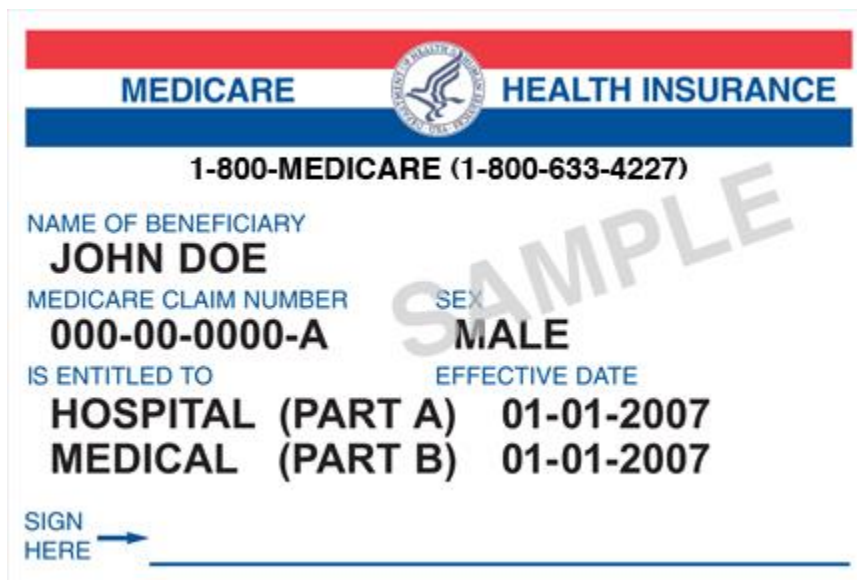 MEDICARE HEALTH INSURANCE
1-800-MEDICARE (1-800-633-4227)
SAMPLE
NAME OF BENEFICIARY
JOHN DOE
MEDICARE CLAIM NUMBER SEX
000-00-0000-A MALE
IS ENTITLED TO EFFECTIVE DATE
HOSPITAL (PART A) 01-01-2007
MEDICAL (PART B) 01-01-2007
SIGN
HERE